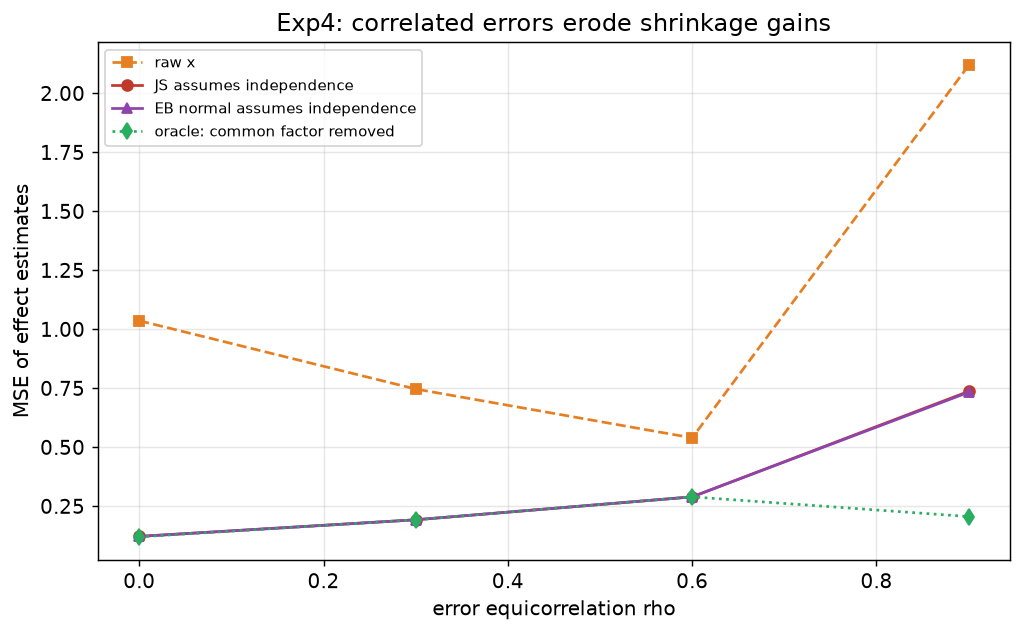 Exp4: correlated errors erode shrinkage gains
raw x
JS assumes independence
EB normal assumes independence
oracle: common factor removed
MSE of effect estimates
2.00
1.75
1.50
1.25
1.00
0.75
0.50
0.25
0.0 0.2 0.4 0.6 0.8
error equicorrelation rho